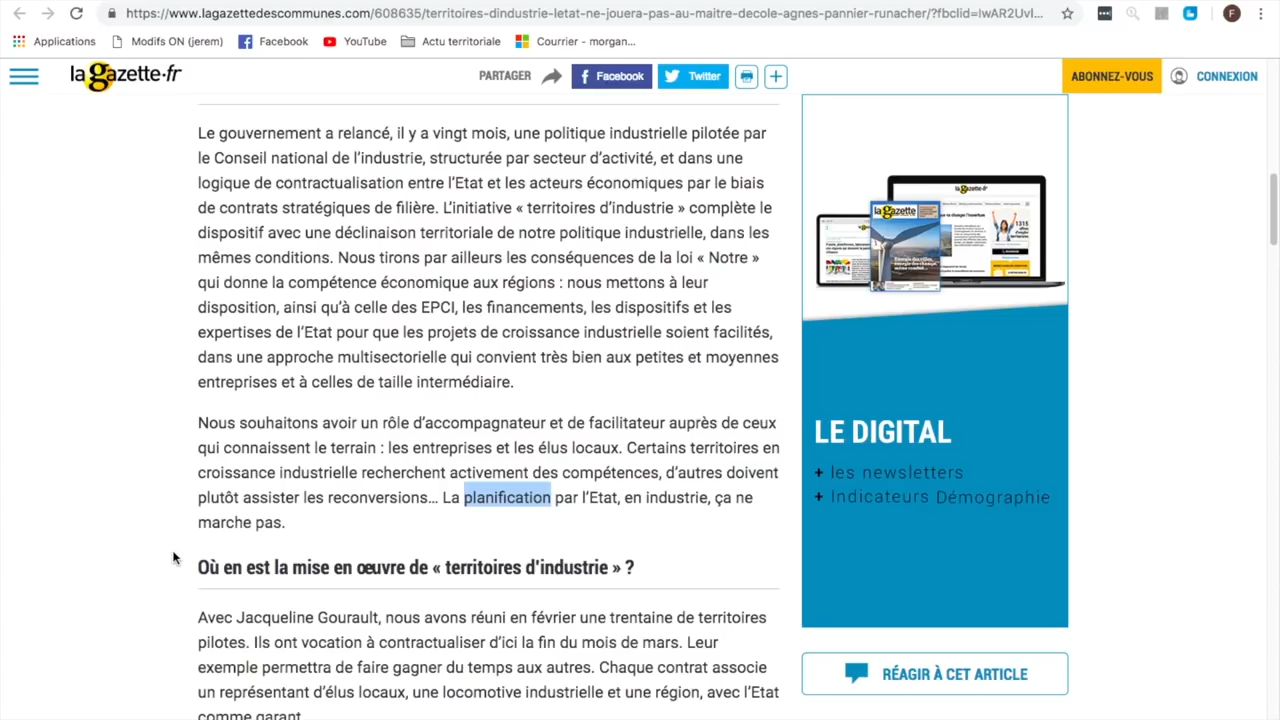 https://www.lagazettedescommunes.com/608635/territoires-dindustrie-letat-ne-jouera-pas-au-maitre-decole-agnes-pannier-runacher/?fbclid=IwAR2UvI...
F
Applications Modifs ON (jerem) Facebook YouTube Actu territoriale Courrier - morgan...
la gazette.fr PARTAGER Facebook Twitter ABONNEZ-VOUS CONNEXION
Le gouvernement a relancé, il y a vingt mois, une politique industrielle pilotée par
le Conseil national de l’industrie, structurée par secteur d’activité, et dans une
logique de contractualisation entre l’Etat et les acteurs économiques par le biais
de contrats stratégiques de filière. L’initiative « territoires d’industrie » complète le
dispositif avec une déclinaison territoriale de notre politique industrielle, dans les
mêmes conditions. Nous tirons par ailleurs les conséquences de la loi « Notre »
qui donne la compétence économique aux régions : nous mettons à leur
disposition, ainsi qu’à celle des EPCI, les financements, les dispositifs et les
expertises de l’Etat pour que les projets de croissance industrielle soient facilités,
dans une approche multisectorielle qui convient très bien aux petites et moyennes
entreprises et à celles de taille intermédiaire.
Nous souhaitons avoir un rôle d’accompagnateur et de facilitateur auprès de ceux
qui connaissent le terrain : les entreprises et les élus locaux. Certains territoires en
croissance industrielle recherchent activement des compétences, d’autres doivent
plutôt assister les reconversions… La planification par l’Etat, en industrie, ça ne
marche pas.
Où en est la mise en œuvre de « territoires d’industrie » ?
Avec Jacqueline Gourault, nous avons réuni en février une trentaine de territoires
pilotes. Ils ont vocation à contractualiser d’ici la fin du mois de mars. Leur
exemple permettra de faire gagner du temps aux autres. Chaque contrat associe
un représentant d’élus locaux, une locomotive industrielle et une région, avec l’Etat
comme garant.
la gazette.fr
la gazette
1315
LE DIGITAL
+ les newsletters
+ Indicateurs Démographie
RÉAGIR À CET ARTICLE